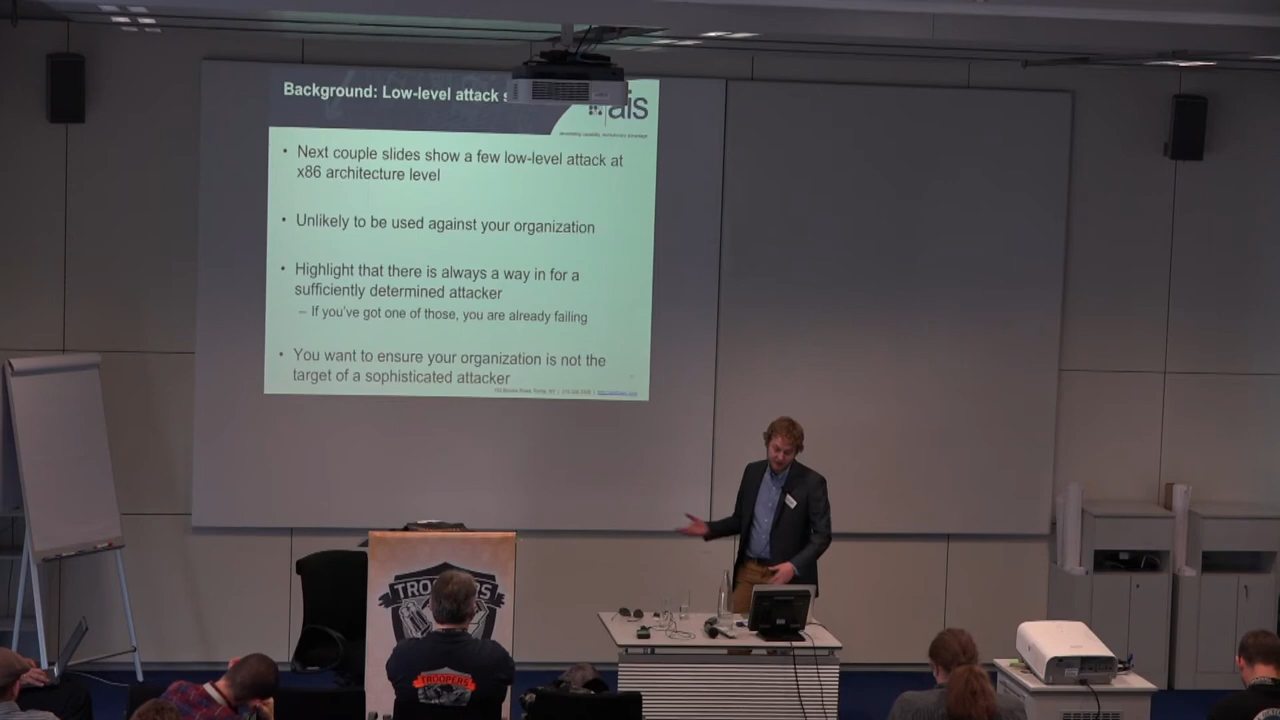 Background: Low-level attack
ais
• Next couple slides show a few low-level attack at
x86 architecture level
• Unlikely to be used against your organization
• Highlight that there is always a way in for a
sufficiently determined attacker
– If you've got one of those, you are already failing
• You want to ensure your organization is not the
target of a sophisticated attacker
TROOPERS